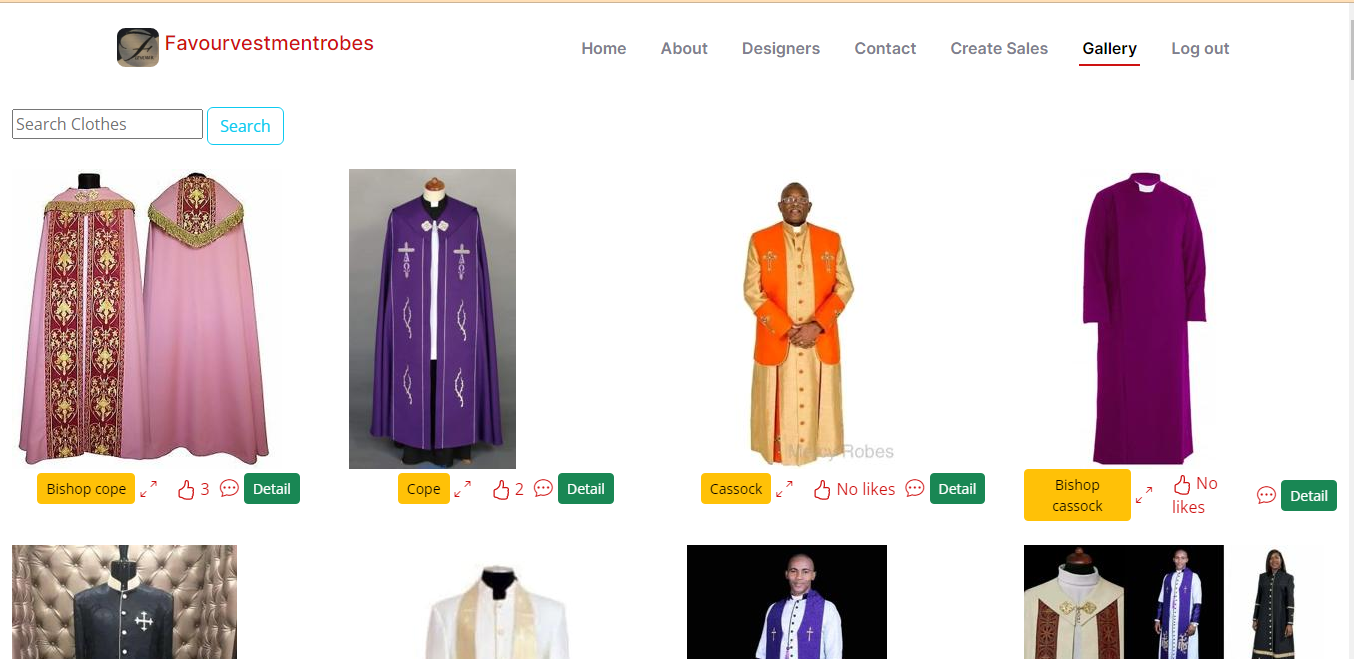 Favourvestmentrobes
Home About Designers Contact Create Sales Gallery Log out
Search Clothes Search
Robes
Bishop cope 3 Detail
Cope 2 Detail
Cassock No likes Detail
Bishop
cassock
No
likes
Detail